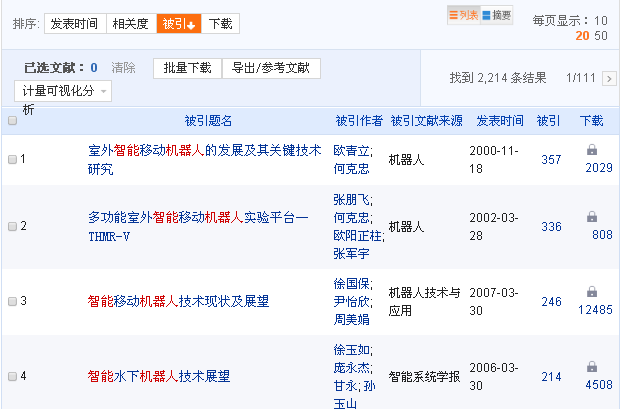 排序: 发表时间 相关度 被引 下载
列表 摘要 每页显示: 10 20 50
已选文献: 0 清除 批量下载 导出/参考文献 计量可视化分析
找到 2,214 条结果 1/111
被引题名 被引作者 被引文献来源 发表时间 被引 下载
1
室外智能移动机器人的发展及其关键技术
研究
欧青立;
何克忠
机器人
2000-11-
18
357
2029
2
多功能室外智能移动机器人实验平台—
THMR-V
张朋飞;
何克忠;
欧阳正柱;
张军宇
机器人
2002-03-
28
336
808
3
智能移动机器人技术现状及展望
徐国保;
尹怡欣;
周美娟
机器人技术与
应用
2007-03-
30
246
12485
4
智能水下机器人技术展望
徐玉如;
庞永杰;
甘永; 孙
玉山
智能系统学报
2006-03-
30
214
4508